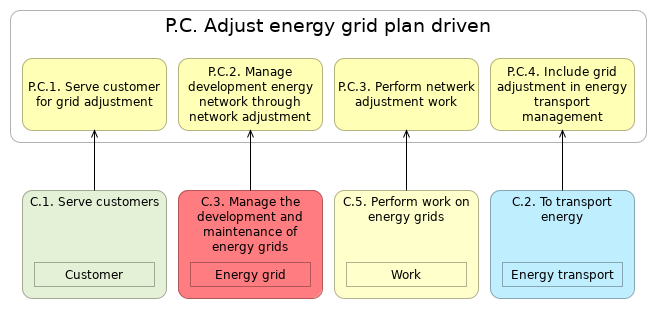 P.C. Adjust energy grid plan driven
P.C.1. Serve customer
for grid adjustment
P.C.2. Manage
development energy
network through
network adjustment
P.C.3. Perform netwerk
adjustment work
P.C.4. Include grid
adjustment in energy
transport
management
C.1. Serve customers
Customer
C.3. Manage the
development and
maintenance of
energy grids
Energy grid
C.5. Perform work on
energy grids
Work
C.2. To transport
energy
Energy transport